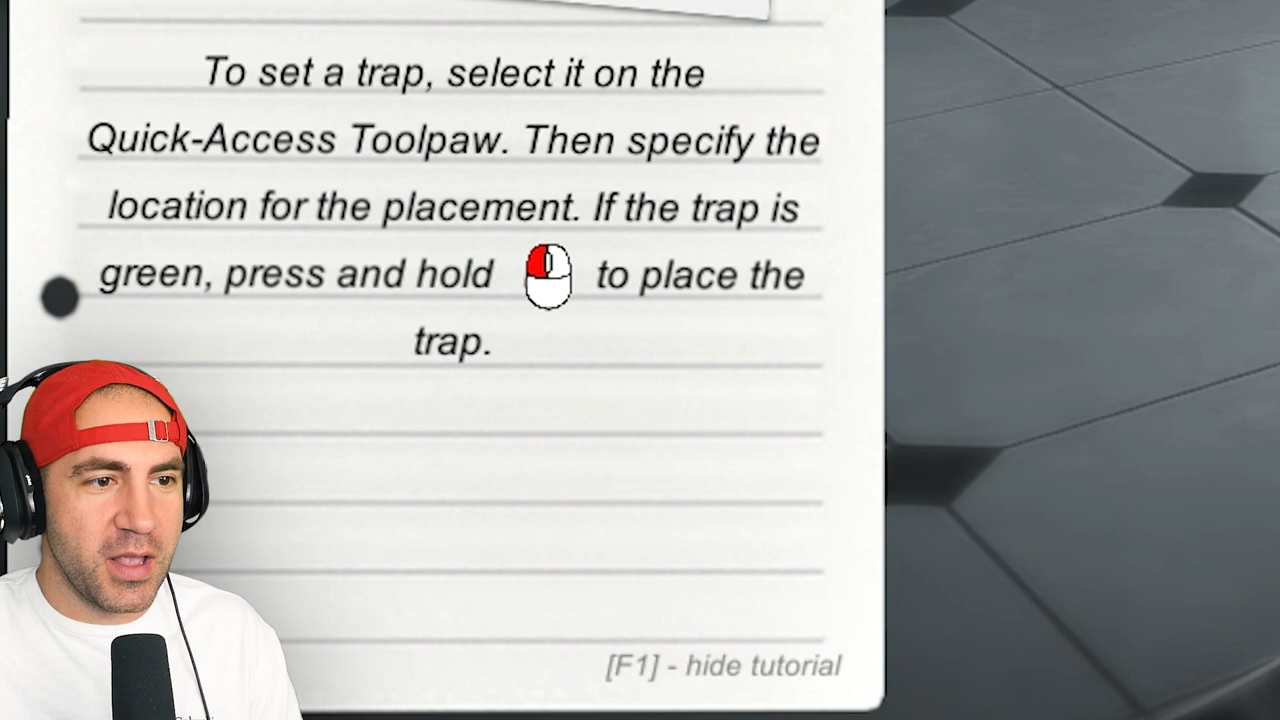 To set a trap, select it on the
Quick-Access Toolpaw. Then specify the
location for the placement. If the trap is
green, press and hold to place the
trap.
[F1] - hide tutorial